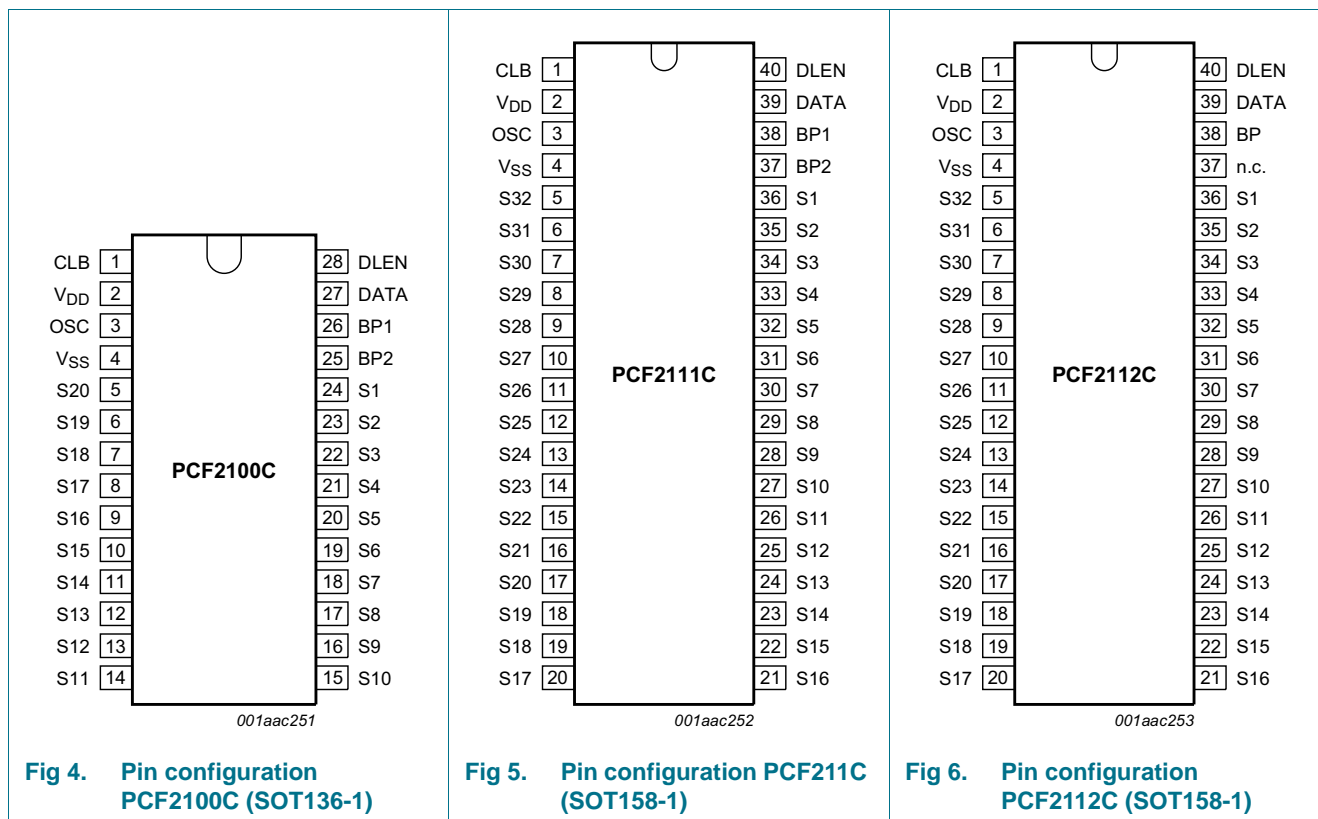 CLB 1 28 DLEN
VDD 2 27 DATA
OSC 3 26 BP1
VSS 4 25 BP2
S20 5 24 S1
S19 6 23 S2
S18 7 22 S3
S17 8 21 S4
S16 9 20 S5
S15 10 19 S6
S14 11 18 S7
S13 12 17 S8
S12 13 16 S9
S11 14 15 S10
PCF2100C
001aac251
Fig 4. Pin configuration
PCF2100C (SOT136-1)
CLB 1 40 DLEN
VDD 2 39 DATA
OSC 3 38 BP1
VSS 4 37 BP2
S32 5 36 S1
S31 6 35 S2
S30 7 34 S3
S29 8 33 S4
S28 9 32 S5
S27 10 31 S6
S26 11 30 S7
S25 12 29 S8
S24 13 28 S9
S23 14 27 S10
S22 15 26 S11
S21 16 25 S12
S20 17 24 S13
S19 18 23 S14
S18 19 22 S15
S17 20 21 S16
PCF2111C
001aac252
Fig 5. Pin configuration PCF211C
(SOT158-1)
CLB 1 40 DLEN
VDD 2 39 DATA
OSC 3 38 BP
VSS 4 37 n.c.
S32 5 36 S1
S31 6 35 S2
S30 7 34 S3
S29 8 33 S4
S28 9 32 S5
S27 10 31 S6
S26 11 30 S7
S25 12 29 S8
S24 13 28 S9
S23 14 27 S10
S22 15 26 S11
S21 16 25 S12
S20 17 24 S13
S19 18 23 S14
S18 19 22 S15
S17 20 21 S16
PCF2112C
001aac253
Fig 6. Pin configuration
PCF2112C (SOT158-1)